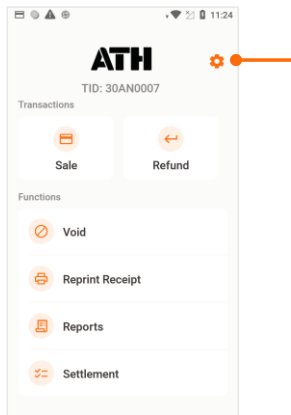 11:24
ATH
TID: 30AN0007
Transactions
Sale
Refund
Functions
Void
Reprint Receipt
Reports
Settlement